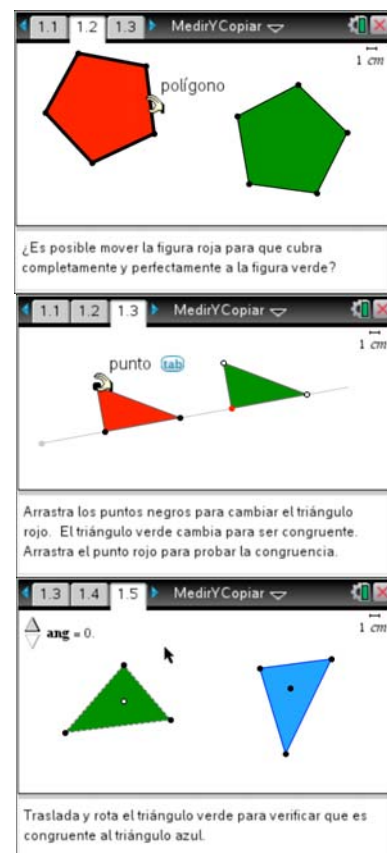 1.1 1.2 1.3 MedirYCopiar
1 cm
polígono
¿Es posible mover la figura roja para que cubra
completamente y perfectamente a la figura verde?
1.1 1.2 1.3 MedirYCopiar
1 cm
punto tab
Arrastra los puntos negros para cambiar el triángulo
rojo. El triángulo verde cambia para ser congruente.
Arrastra el punto rojo para probar la congruencia.
1.3 1.4 1.5 MedirYCopiar
ang = 0.
1 cm
Traslada y rota el triángulo verde para verificar que es
congruente al triángulo azul.